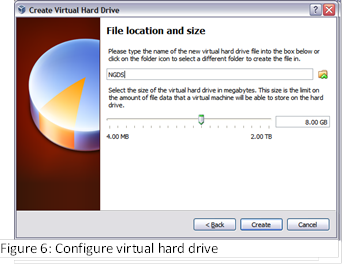 Create Virtual Hard Drive
File location and size
Please type the name of the new virtual hard drive file into the box below or
click on the folder icon to select a different folder to create the file in.
NGDS
Select the size of the virtual hard drive in megabytes. This size is the limit on
the amount of file data that a virtual machine will be able to store on the hard
drive.
8.00 GB
4.00 MB 2.00 TB
< Back Create Cancel
Figure 6: Configure virtual hard drive